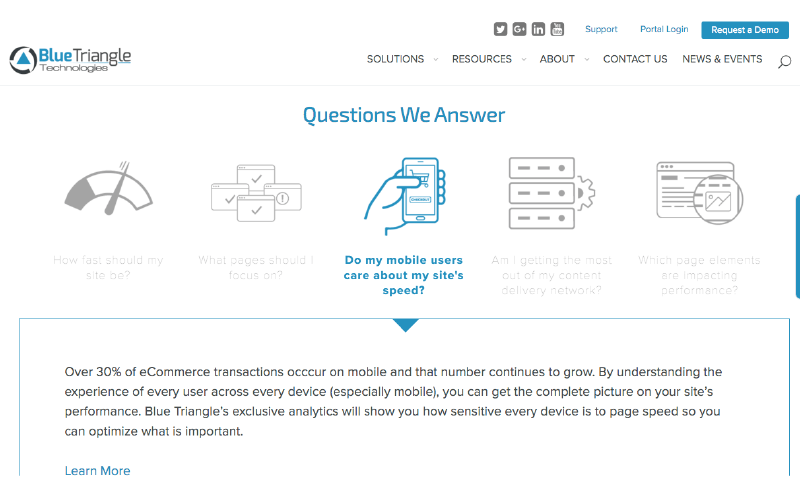 Support
Portal Login
Request a Demo
BlueTriangle
Technologies
SOLUTIONS
RESOURCES
ABOUT
CONTACT US
NEWS & EVENTS
Questions We Answer
CHECKOUT
How fast should my
site be?
What pages should I
focus on?
Do my mobile users
care about my site's
speed?
Am I getting the most
out of my content
delivery network?
Which page elements
are impacting
performance?
Over 30% of eCommerce transactions occcur on mobile and that number continues to grow. By understanding the
experience of every user across every device (especially mobile), you can get the complete picture on your site's
performance. Blue Triangle's exclusive analytics will show you how sensitive every device is to page speed so you
can optimize what is important.
Learn More